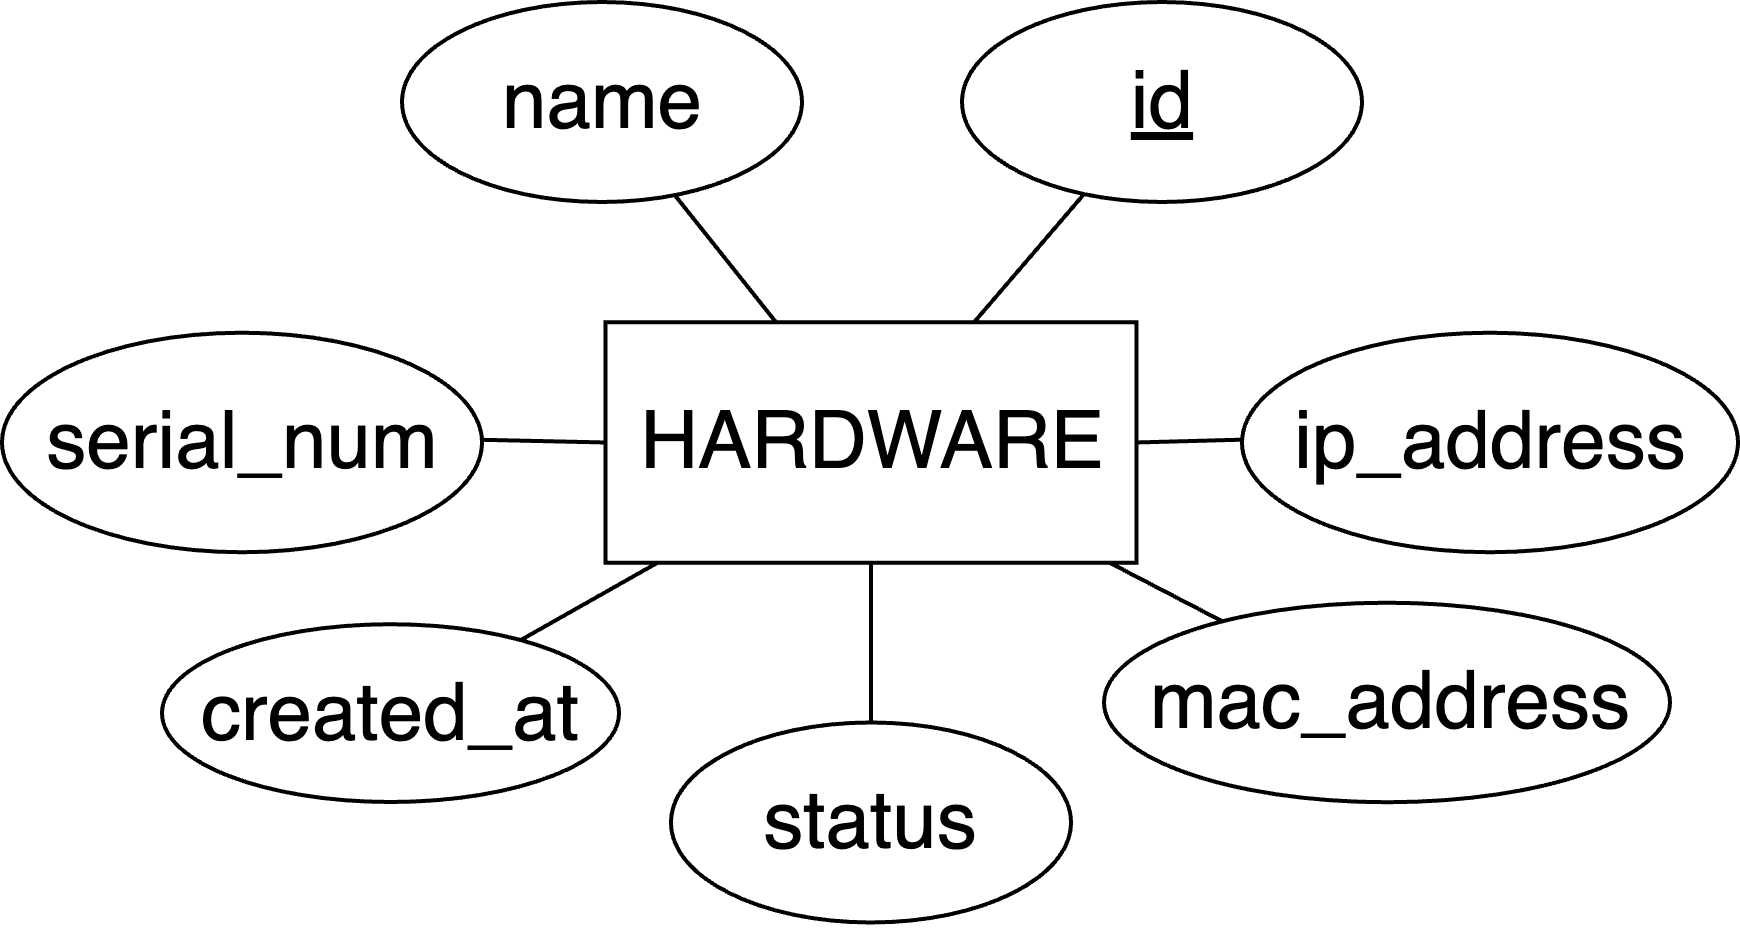 name
id
serial_num
HARDWARE
ip_address
created_at
mac_address
status